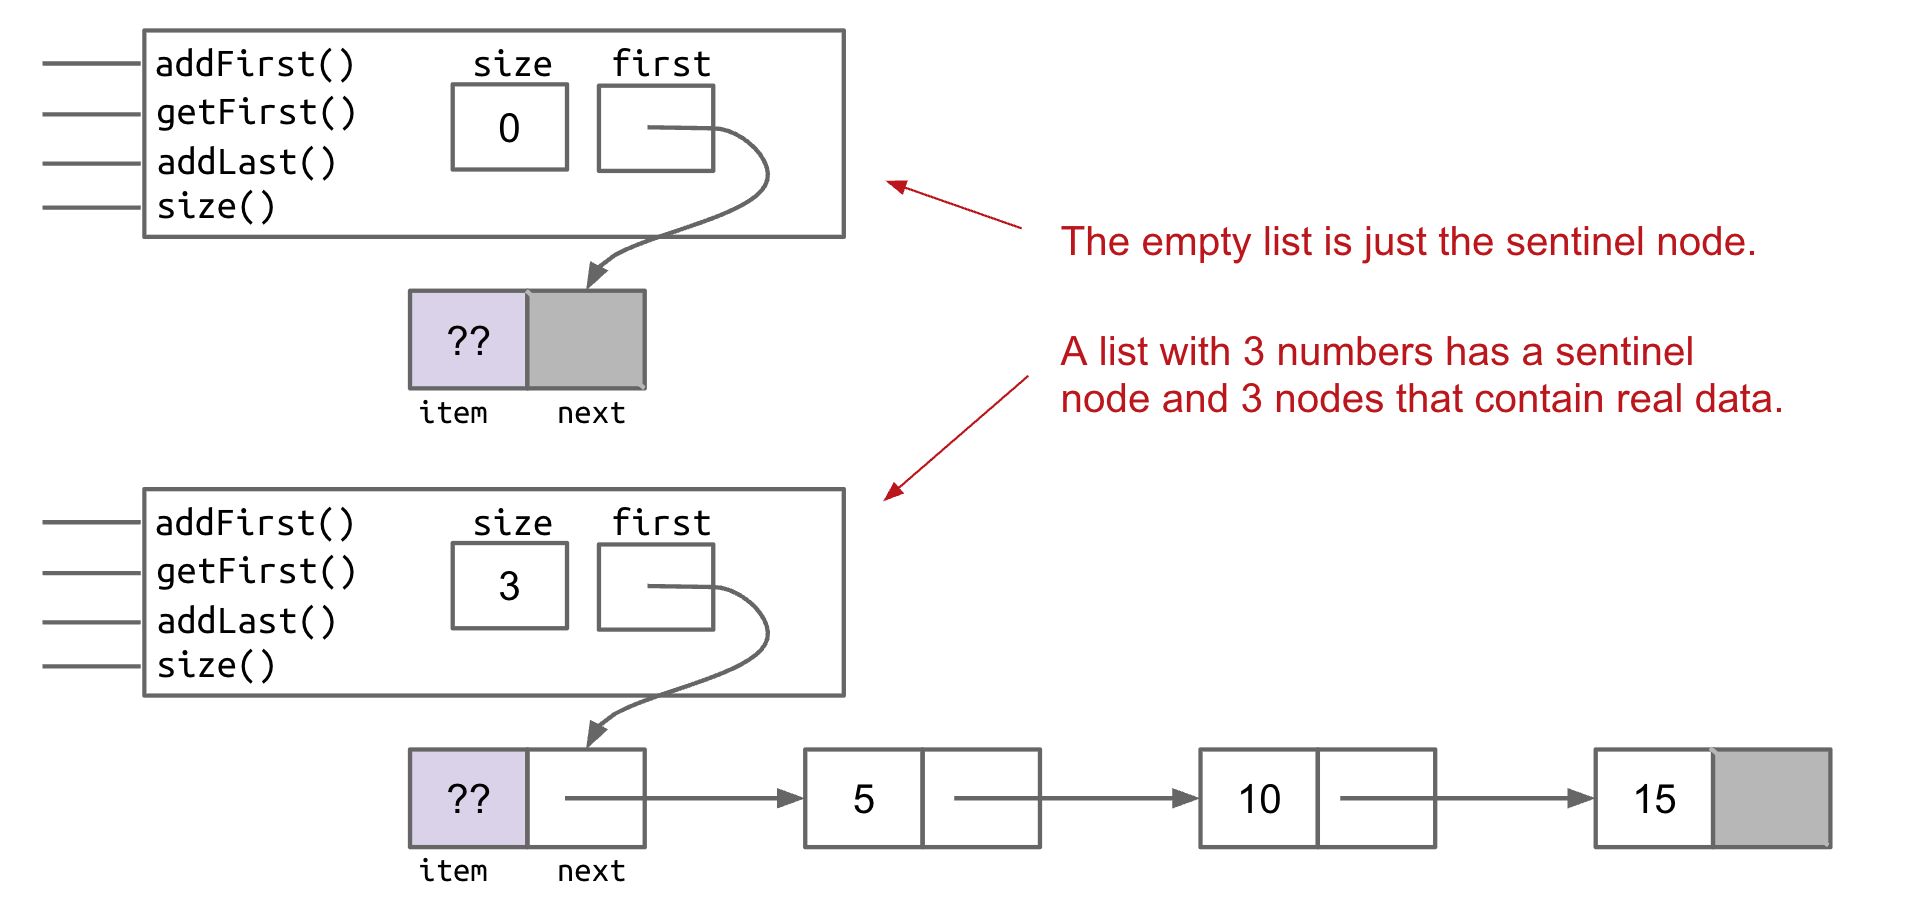 addFirst()
getFirst()
addLast()
size()
size first
0
The empty list is just the sentinel node.
??
item next
A list with 3 numbers has a sentinel
node and 3 nodes that contain real data.
addFirst()
getFirst()
addLast()
size()
size first
3
?? 5 10 15
item next